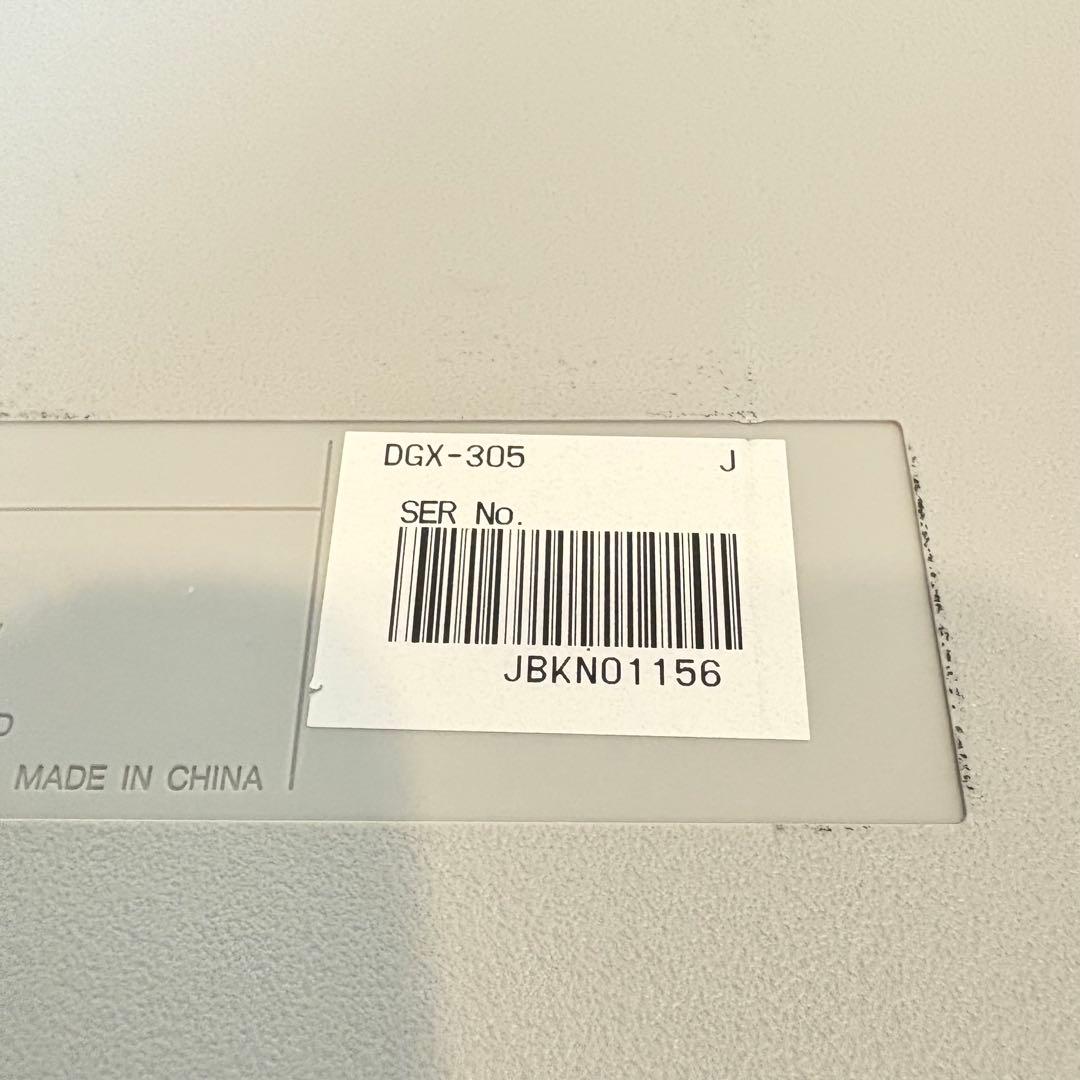 DGX-305 J
SER No.
JBKN01156
D
MADE IN CHINA